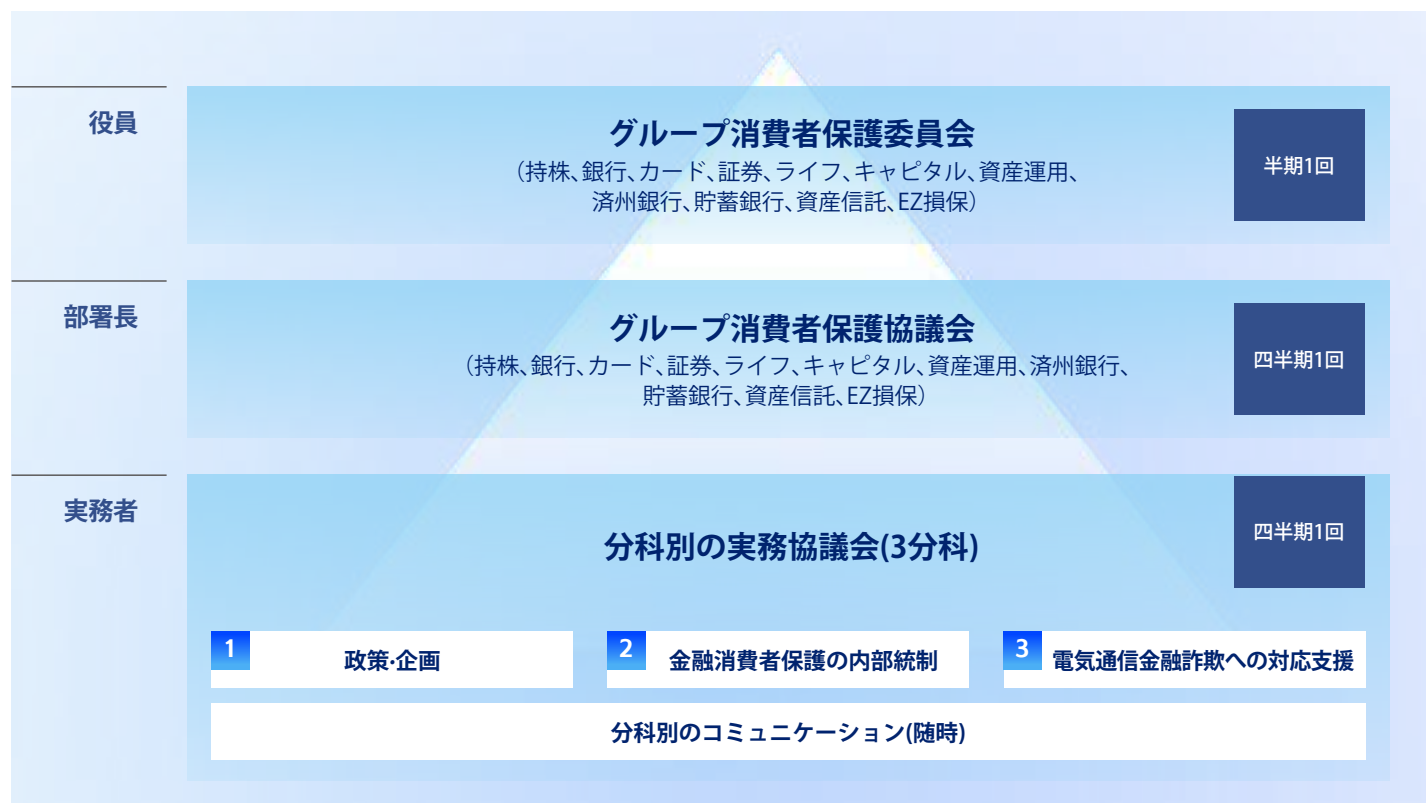 役員
グループ消費者保護委員会
（持株、銀行、カード、証券、ライフ、キャピタル、資産運用、
済州銀行、貯蓄銀行、資産信託、EZ損保）
半期1回
部署長
グループ消費者保護協議会
（持株、銀行、カード、証券、ライフ、キャピタル、資産運用、済州銀行、
貯蓄銀行、資産信託、EZ損保）
四半期1回
実務者
分科別の実務協議会(3分科)
四半期1回
1
政策·企画
2
金融消費者保護の内部統制
3
電気通信金融詐欺への対応支援
分科別のコミュニケーション(随時)